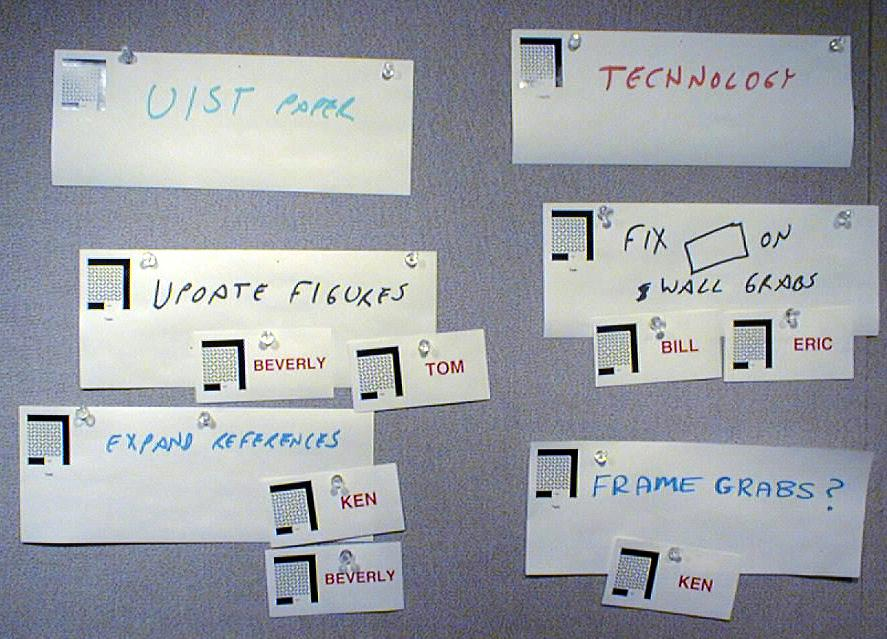 UIST PAPER
UPDATE FIGURES
BEVERLY
TOM
EXPAND REFERENCES
KEN
BEVERLY
TECHNOLOGY
FIX ON
WALL GRABS
BILL
ERIC
FRAME GRABS?
KEN